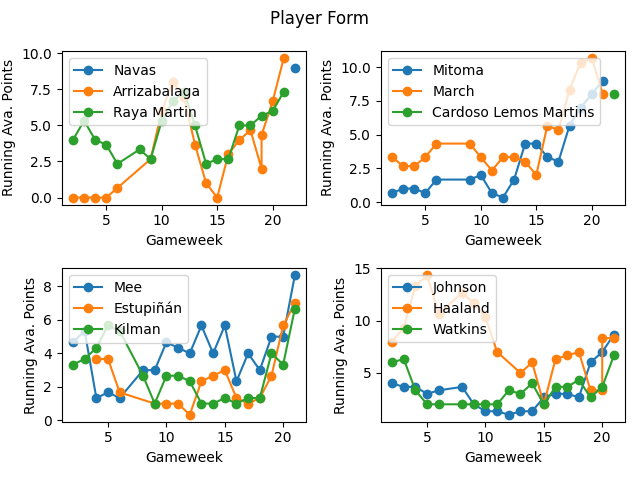 Player Form
Running Ava. Points
10.0
7.5
5.0
2.5
0.0
Navas
Arrizabalaga
Raya Martin
5
10
15
20
Gameweek
Running Ava. Points
10.0
7.5
5.0
2.5
0.0
Mitoma
March
Cardoso Lemos Martins
5
10
15
20
Gameweek
Running Ava. Points
8
6
4
2
0
Mee
Estupiñán
Kilman
5
10
15
20
Gameweek
Running Ava. Points
15
10
5
Johnson
Haaland
Watkins
5
10
15
20
Gameweek